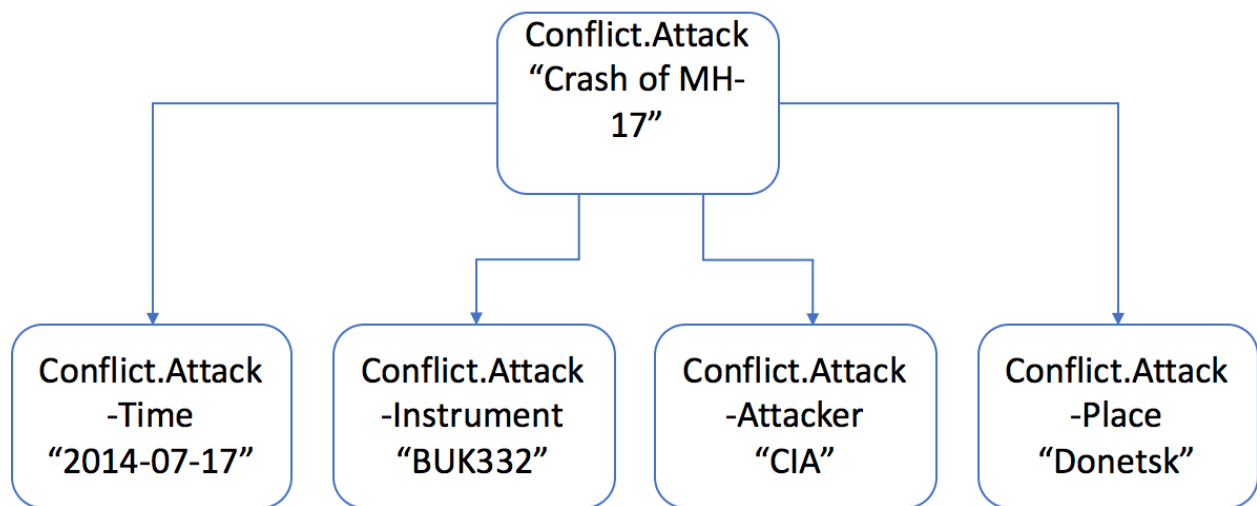 Conflict.Attack
“Crash of MH-
17”
Conflict.Attack
-Time
“2014-07-17”
Conflict.Attack
-Instrument
“BUK332”
Conflict.Attack
-Attacker
“CIA”
Conflict.Attack
-Place
“Donetsk”